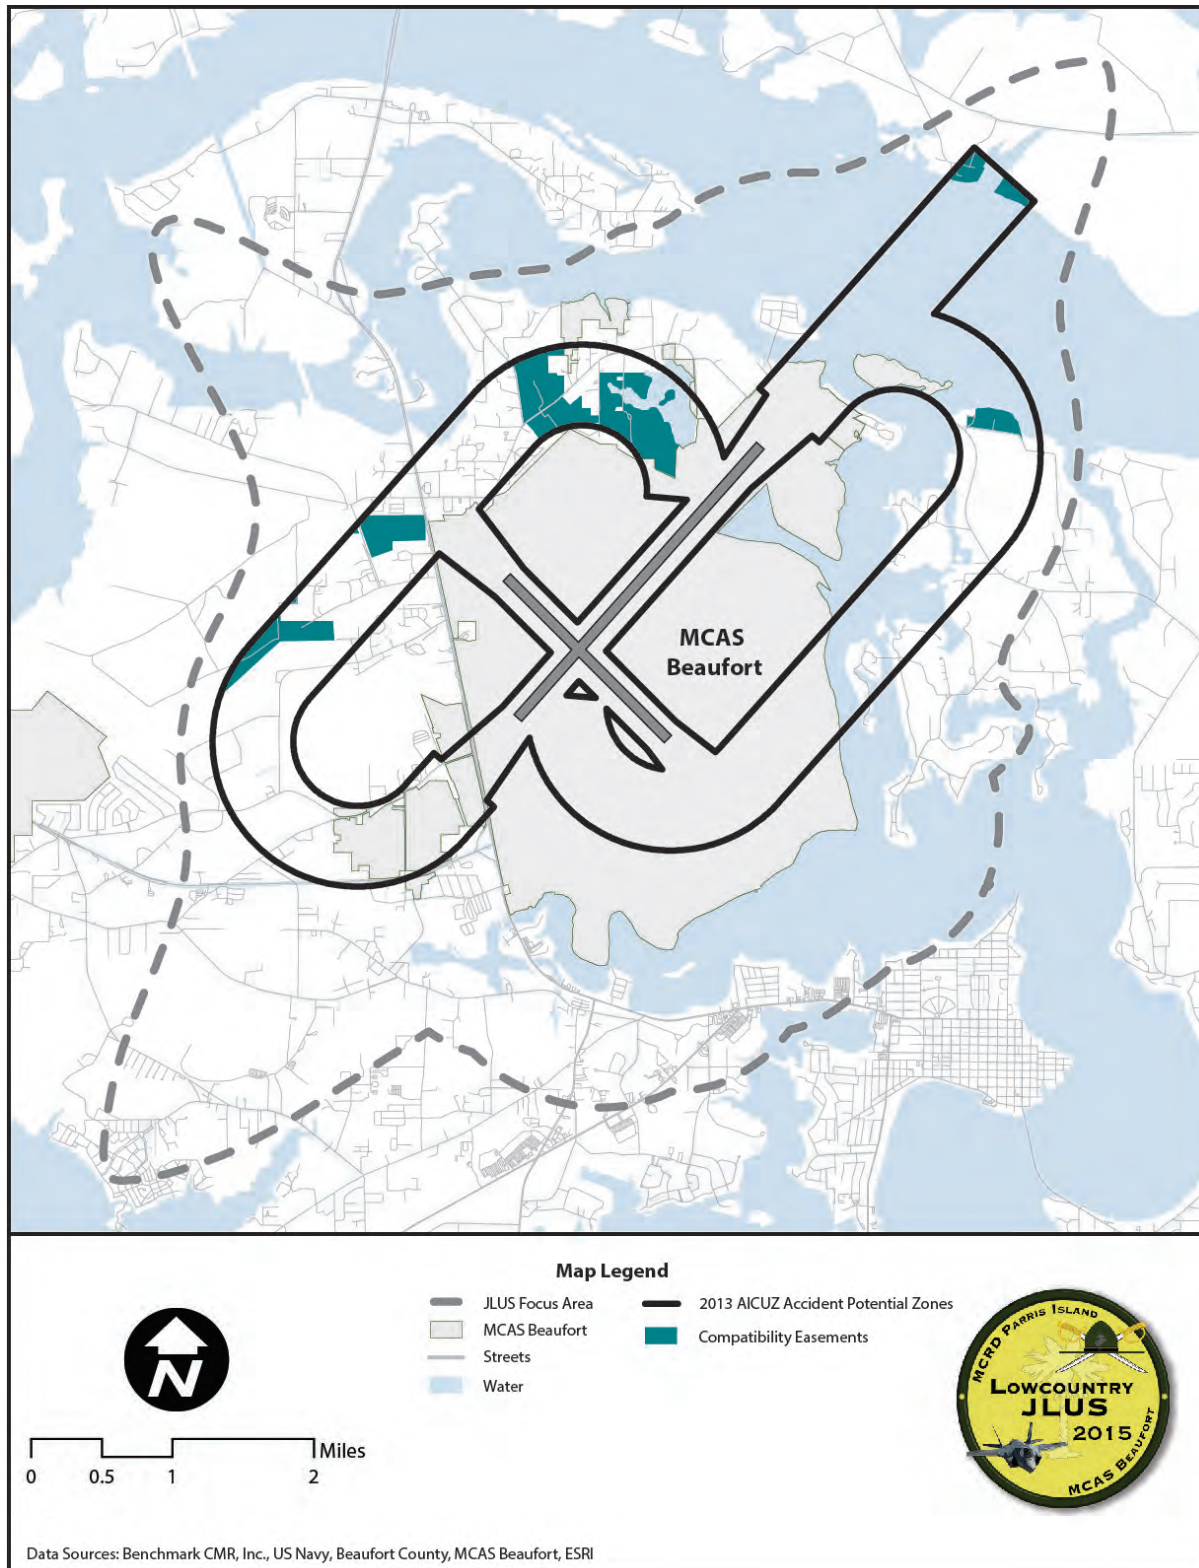 MCAS
Beaufort
Map Legend
JLUS Focus Area
MCAS Beaufort
Streets
Water
2013 AICUZ Accident Potential Zones
Compatibility Easements
N
Miles
0 0.5 1 2
MCRD PARRIS ISLAND
LOWCOUNTRY
JLUS
2015
MCAS BEAUFORT
Data Sources: Benchmark CMR, Inc., US Navy, Beaufort County, MCAS Beaufort, ESRI